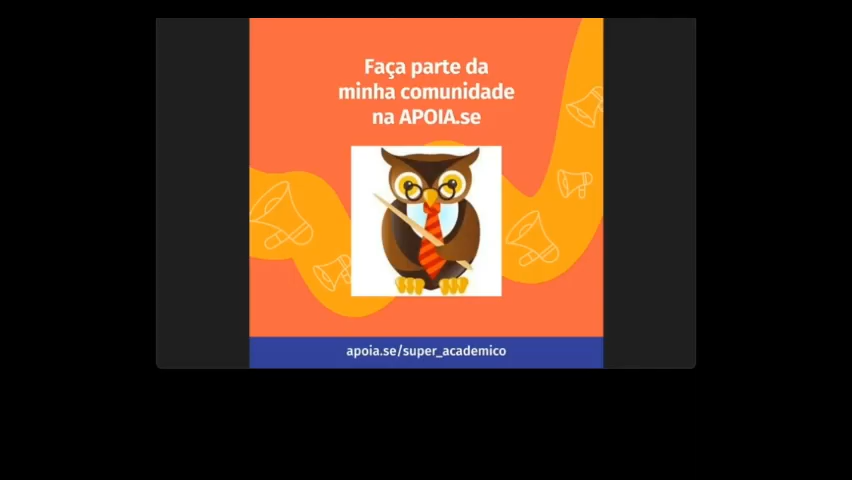 Faça parte da
minha comunidade
na APOIA.se
apoia.se/super_academico